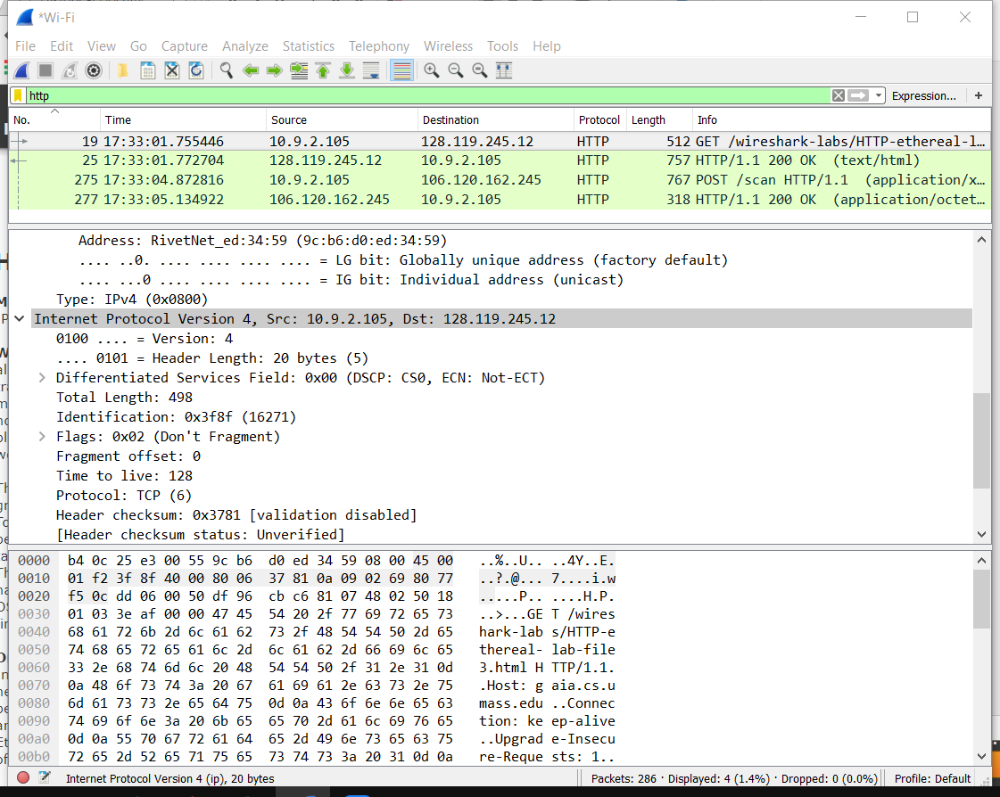 *Wi-Fi
File Edit View Go Capture Analyze Statistics Telephony Wireless Tools Help
http Expression... +
No. Time Source Destination Protocol Length Info
19 17:33:01.755446 10.9.2.105 128.119.245.12 HTTP 512 GET /wireshark-labs/HTTP-ethereal-l…
25 17:33:01.772704 128.119.245.12 10.9.2.105 HTTP 757 HTTP/1.1 200 OK (text/html)
275 17:33:04.872816 10.9.2.105 106.120.162.245 HTTP 767 POST /scan HTTP/1.1 (application/x…
277 17:33:05.134922 106.120.162.245 10.9.2.105 HTTP 318 HTTP/1.1 200 OK (application/octet…
Address: RivetNet_ed:34:59 (9c:b6:d0:ed:34:59)
.... ..0. .... .... .... .... = LG bit: Globally unique address (factory default)
.... ...0 .... .... .... .... = IG bit: Individual address (unicast)
Type: IPv4 (0x0800)
Internet Protocol Version 4, Src: 10.9.2.105, Dst: 128.119.245.12
0100 .... = Version: 4
.... 0101 = Header Length: 20 bytes (5)
Differentiated Services Field: 0x00 (DSCP: CS0, ECN: Not-ECT)
Total Length: 498
Identification: 0x3f8f (16271)
Flags: 0x02 (Don't Fragment)
Fragment offset: 0
Time to live: 128
Protocol: TCP (6)
Header checksum: 0x3781 [validation disabled]
[Header checksum status: Unverified]
0000 b4 0c 25 e3 00 55 9c b6 d0 ed 34 59 08 00 45 00 ..%..U.. ..4Y..E.
0010 01 f2 3f 8f 40 00 80 06 37 81 0a 09 02 69 80 77 ..?.@... 7....i.w
0020 f5 0c dd 06 00 50 df 96 cb c6 81 07 48 02 50 18 .....P.. ....H.P.
0030 01 03 3e af 00 00 47 45 54 20 2f 77 69 72 65 73 ..>...GE T /wires
0040 68 61 72 6b 2d 6c 61 62 73 2f 48 54 54 50 2d 65 hark-lab s/HTTP-e
0050 74 68 65 72 65 61 6c 2d 6c 61 62 2d 66 69 6c 65 thereal- lab-file
0060 33 2e 68 74 6d 6c 20 48 54 54 50 2f 31 2e 31 0d 3.html H TTP/1.1.
0070 0a 48 6f 73 74 3a 20 67 61 69 61 2e 63 73 2e 75 .Host: g aia.cs.u
0080 6d 61 73 73 2e 65 64 75 0d 0a 43 6f 6e 6e 65 63 mass.edu ..Connec
0090 74 69 6f 6e 3a 20 6b 65 65 70 2d 61 6c 69 76 65 tion: ke ep-alive
00a0 0d 0a 55 70 67 72 61 64 65 2d 49 6e 73 65 63 75 ..Upgrad e-Insecu
00b0 72 65 2d 52 65 71 75 65 73 74 73 3a 20 31 0d 0a re-Reque sts: 1..
Internet Protocol Version 4 (ip), 20 bytes Packets: 286 · Displayed: 4 (1.4%) · Dropped: 0 (0.0%) Profile: Default